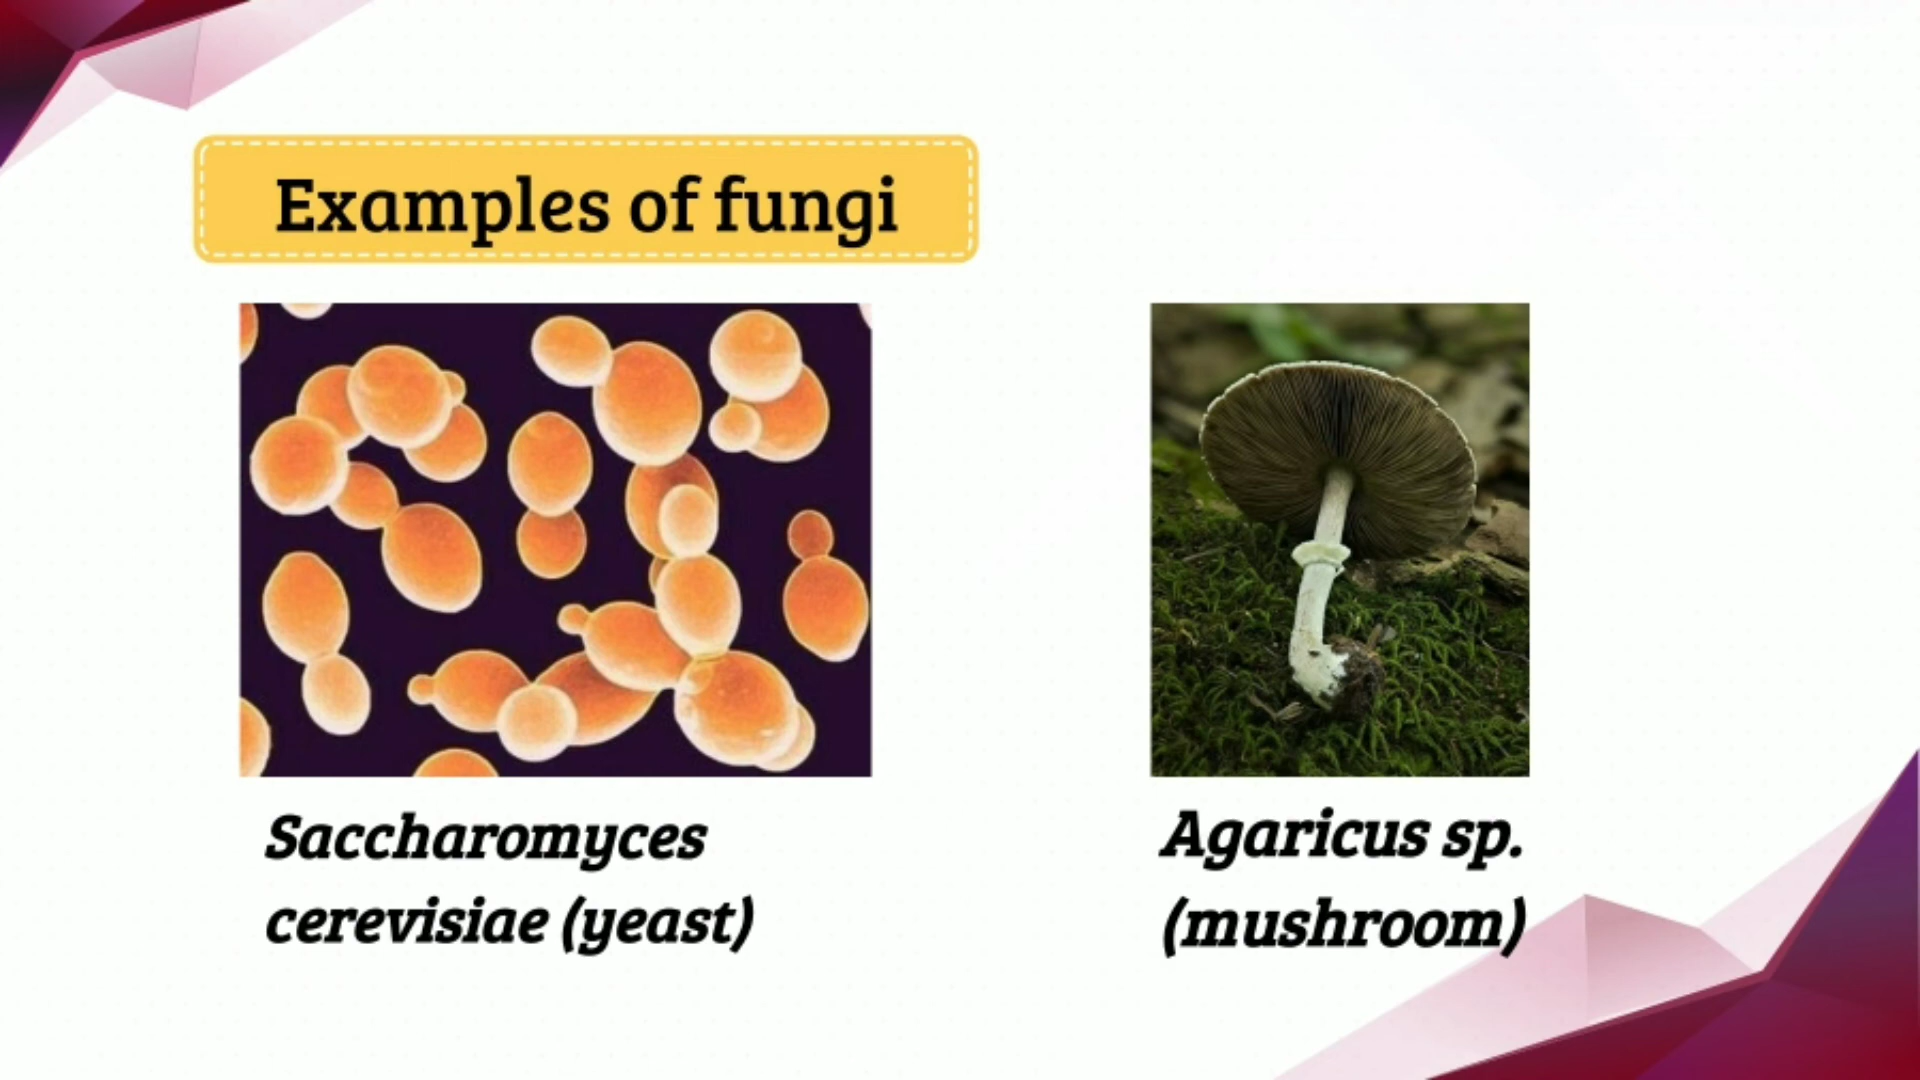 Examples of fungi
Saccharomyces
cerevisiae (yeast)
Agaricus sp.
(mushroom)